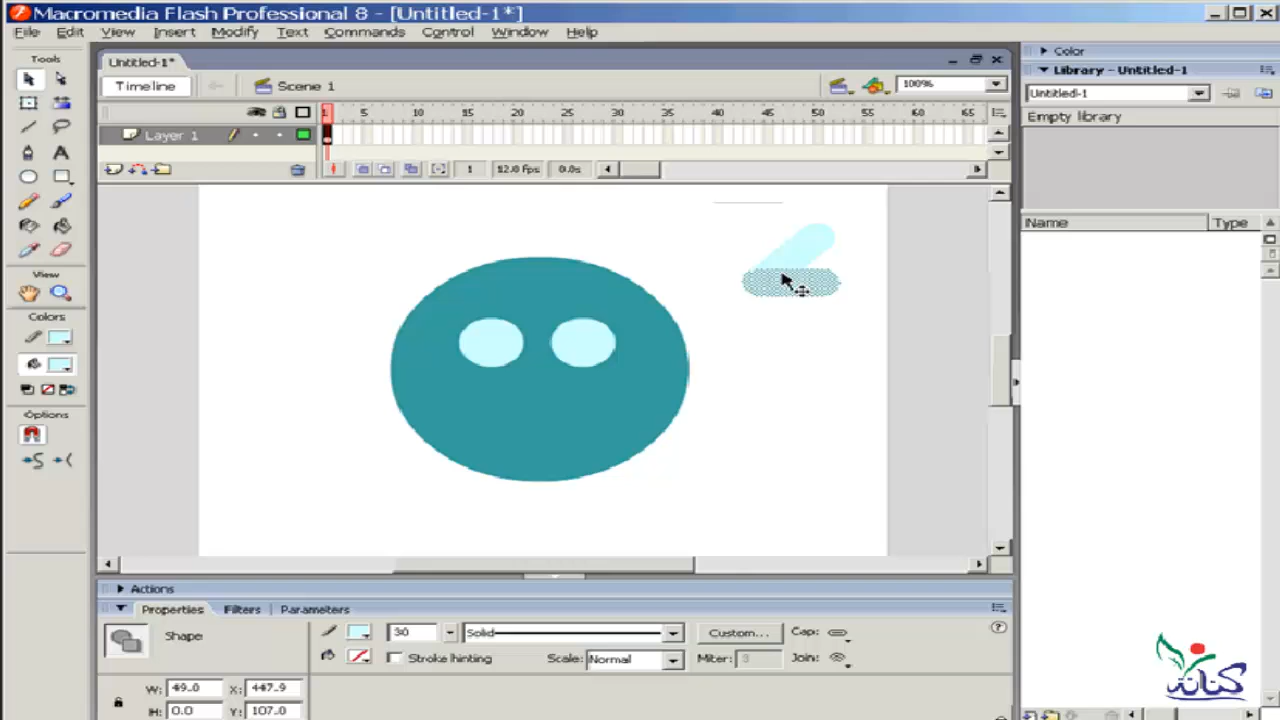 Macromedia Flash Professional 8 - [Untitled-1*]
File Edit View Insert Modify Text Commands Control Window Help
Tools
Untitled-1*
Timeline
Scene 1
100%
1 5 10 15 20 25 30 35 40 45 50 55 60 65
Layer 1
1 12.0 fps 0.0s
View
Colors
Options
Color
Library - Untitled-1
Untitled-1
Empty library
Name Type
Actions
Properties Filters Parameters
Shape
30 Solid Custom... Cap:
Stroke hinting Scale: Normal Miter: 3 Join:
W: 49.0 X: 447.9
H: 0.0 Y: 107.0
كنانة